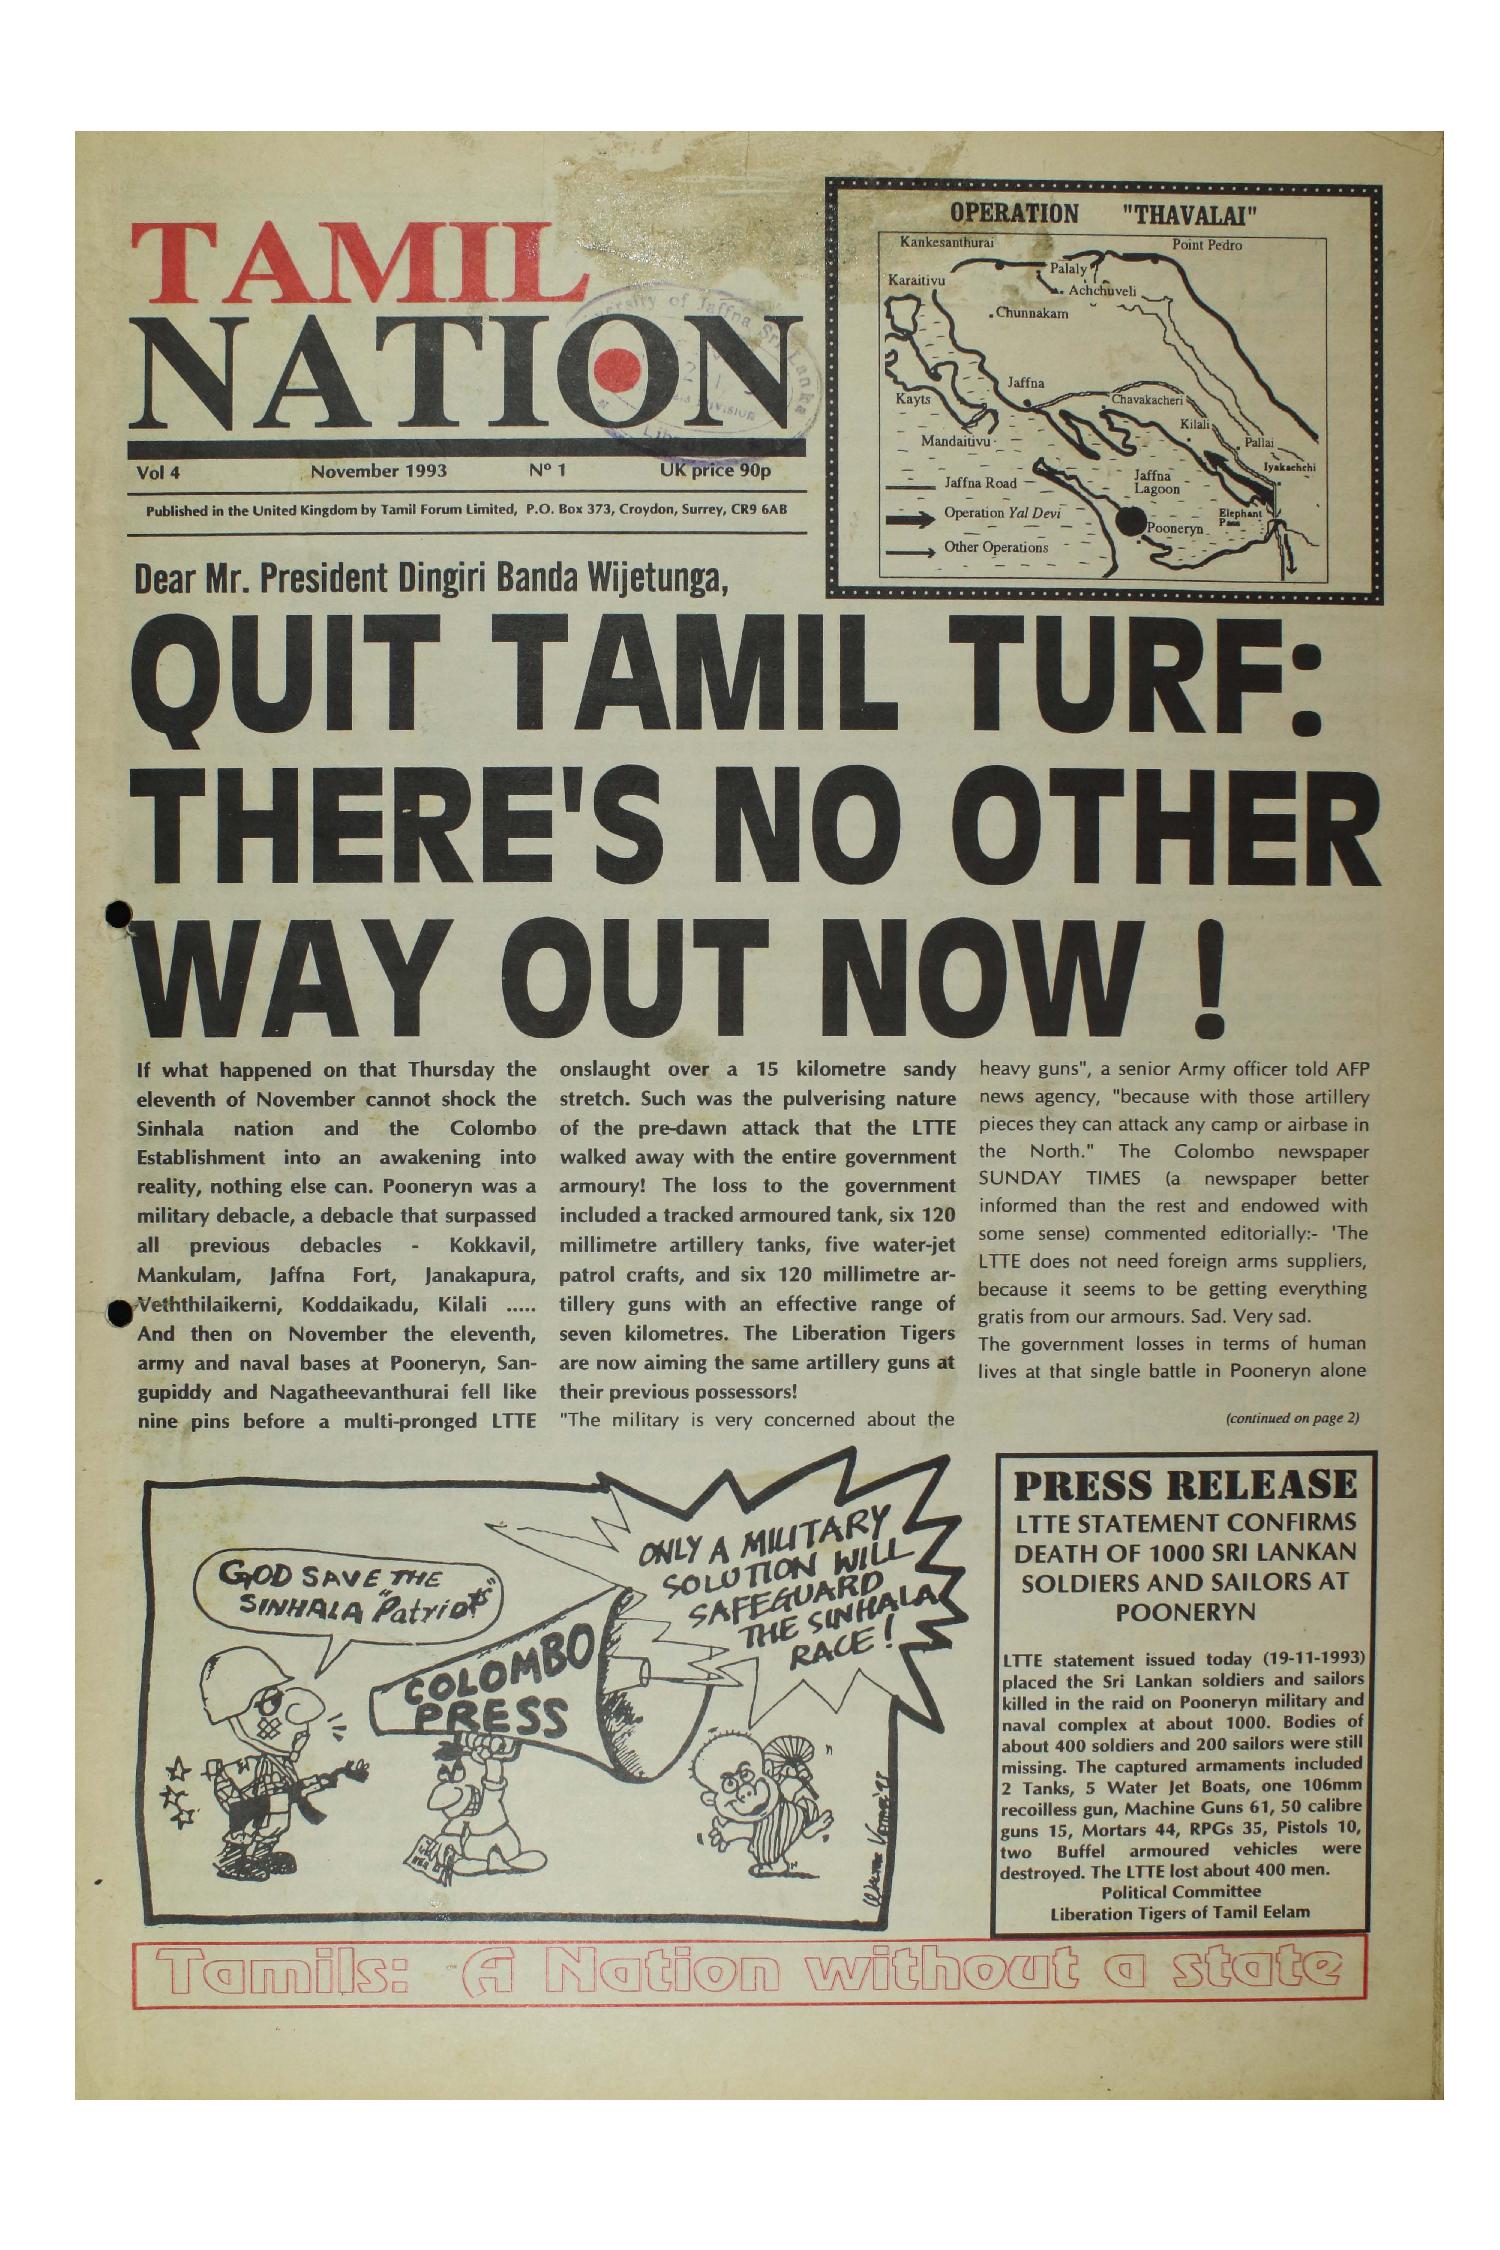 TAMIL
NATION
Vol 4 November 1993 Nº 1 UK price 90p
Published in the United Kingdom by Tamil Forum Limited, P.O. Box 373, Croydon, Surrey, CR9 6AB
University of Jaffna Sri Lanka
OPERATION "THAVALAI"
Kankesanthurai
Point Pedro
Palaly
Karaitivu
Achchuveli
Chunnakam
Jaffna
Kayts
Chavakacheri
Kilali
Mandaitivu
Pallai
Iyakachchi
Jaffna
Lagoon
Jaffna Road
Elephant
Pass
Operation Yal Devi
Pooneryn
Other Operations
Dear Mr. President Dingiri Banda Wijetunga,
QUIT TAMIL TURF:
THERE'S NO OTHER
WAY OUT NOW !
If what happened on that Thursday the
eleventh of November cannot shock the
Sinhala nation and the Colombo
Establishment into an awakening into
reality, nothing else can. Pooneryn was a
military debacle, a debacle that surpassed
all previous debacles - Kokkavil,
Mankulam, Jaffna Fort, Janakapura,
Veththilaikerni, Koddaikadu, Kilali .....
And then on November the eleventh,
army and naval bases at Pooneryn, San-
gupiddy and Nagatheevanthurai fell like
nine pins before a multi-pronged LTTE
onslaught over a 15 kilometre sandy
stretch. Such was the pulverising nature
of the pre-dawn attack that the LTTE
walked away with the entire government
armoury! The loss to the government
included a tracked armoured tank, six 120
millimetre artillery tanks, five water-jet
patrol crafts, and six 120 millimetre ar-
tillery guns with an effective range of
seven kilometres. The Liberation Tigers
are now aiming the same artillery guns at
their previous possessors!
"The military is very concerned about the
heavy guns", a senior Army officer told AFP
news agency, "because with those artillery
pieces they can attack any camp or airbase in
the North." The Colombo newspaper
SUNDAY TIMES (a newspaper better
informed than the rest and endowed with
some sense) commented editorially:- 'The
LTTE does not need foreign arms suppliers,
because it seems to be getting everything
gratis from our armours. Sad. Very sad.
The government losses in terms of human
lives at that single battle in Pooneryn alone
(continued on page 2)
GOD SAVE THE
SINHALA "Patriots"
COLOMBO
PRESS
ONLY A MILITARY
SOLUTION WILL
SAFEGUARD
THE SINHALA
RACE!
PRESS RELEASE
LTTE STATEMENT CONFIRMS
DEATH OF 1000 SRI LANKAN
SOLDIERS AND SAILORS AT
POONERYN
LTTE statement issued today (19-11-1993)
placed the Sri Lankan soldiers and sailors
killed in the raid on Pooneryn military and
naval complex at about 1000. Bodies of
about 400 soldiers and 200 sailors were still
missing. The captured armaments included
2 Tanks, 5 Water Jet Boats, one 106mm
recoilless gun, Machine Guns 61, 50 calibre
guns 15, Mortars 44, RPGs 35, Pistols 10,
two Buffel armoured vehicles were
destroyed. The LTTE lost about 400 men.
Political Committee
Liberation Tigers of Tamil Eelam
Tamils: A Nation without a state